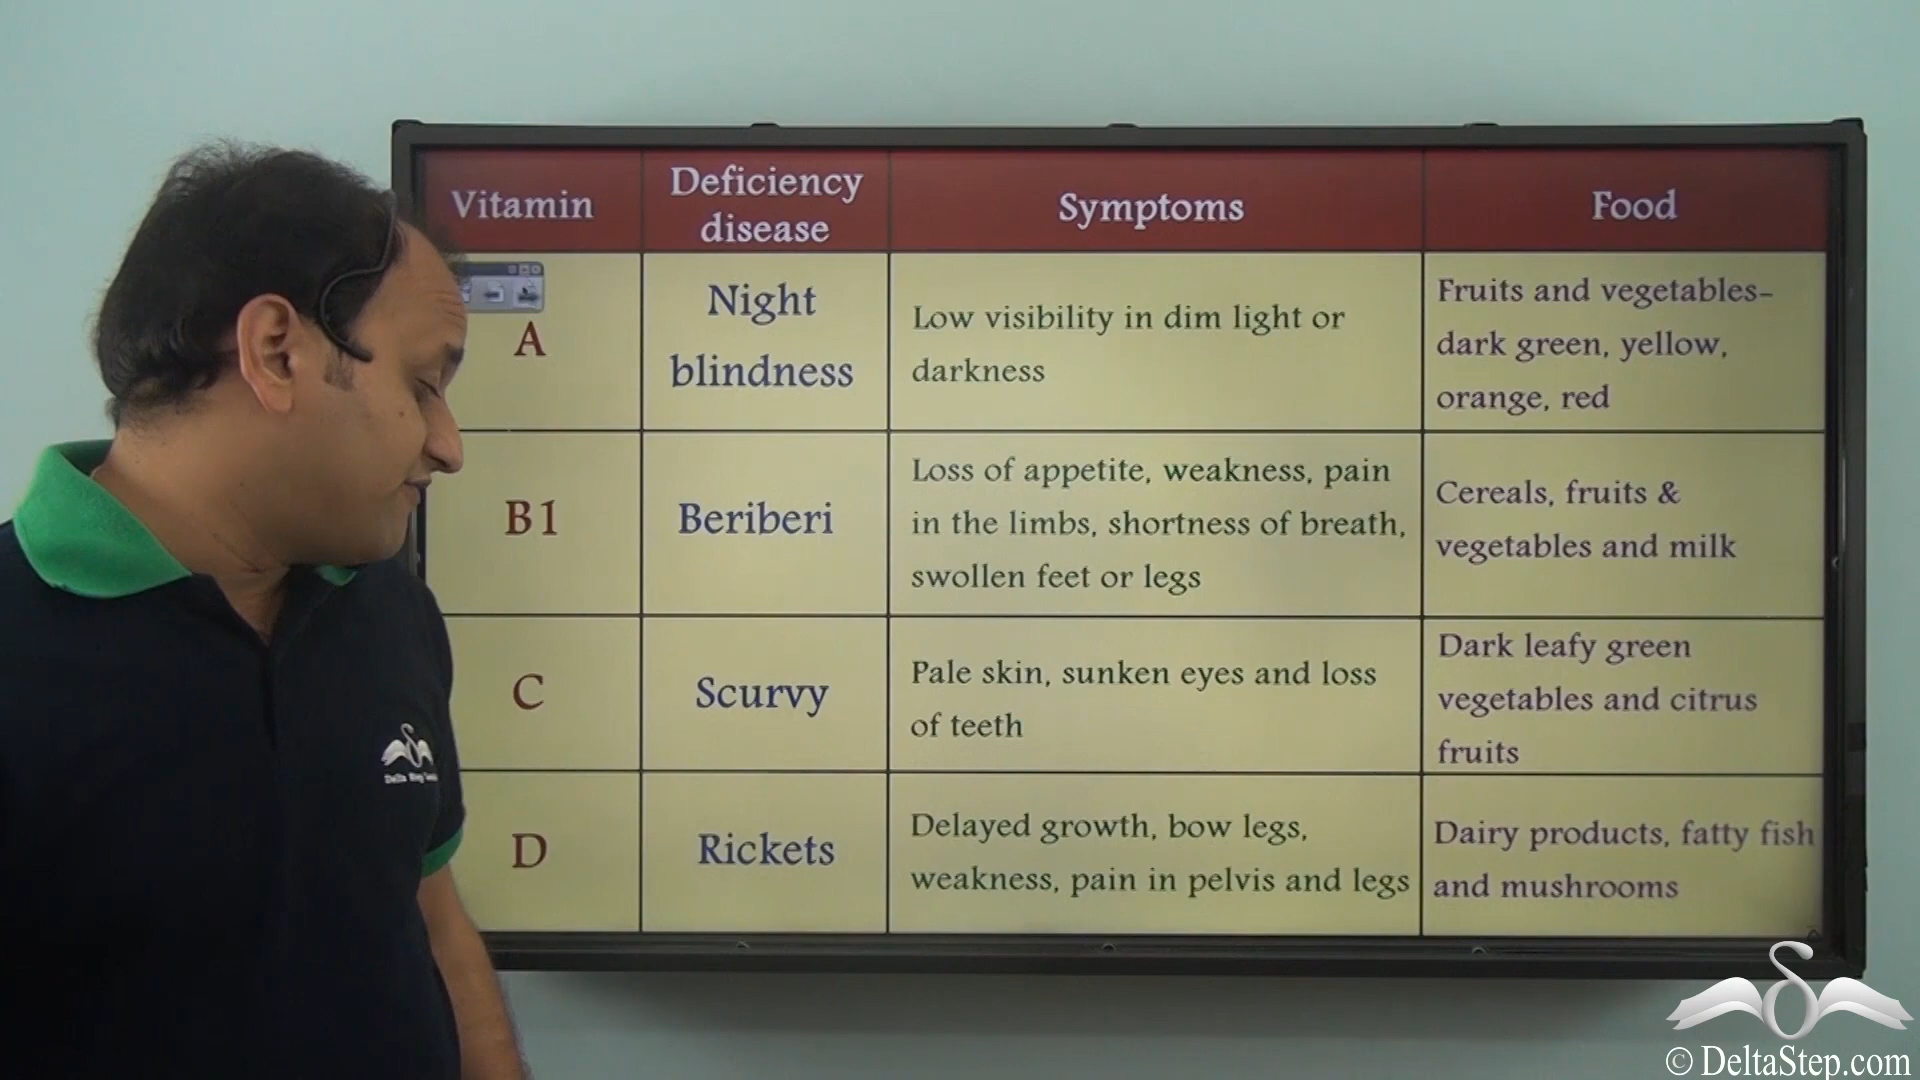 Vitamin
Deficiency
disease
Symptoms
Food
A
Night
blindness
Low visibility in dim light or
darkness
Fruits and vegetables-
dark green, yellow,
orange, red
B1
Beriberi
Loss of appetite, weakness, pain
in the limbs, shortness of breath,
swollen feet or legs
Cereals, fruits &
vegetables and milk
C
Scurvy
Pale skin, sunken eyes and loss
of teeth
Dark leafy green
vegetables and citrus
fruits
D
Rickets
Delayed growth, bow legs,
weakness, pain in pelvis and legs
Dairy products, fatty fish
and mushrooms
Delta Step
© DeltaStep.com